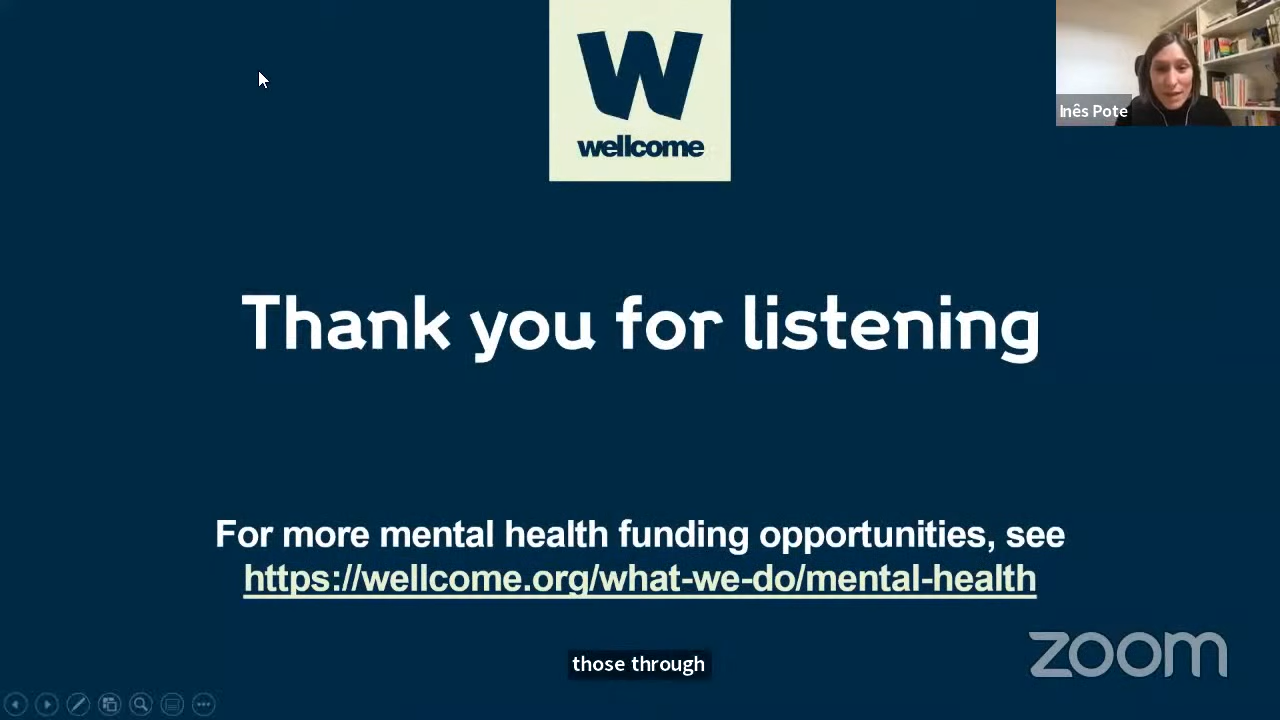 W
wellcome
Inês Pote
Thank you for listening
For more mental health funding opportunities, see
https://wellcome.org/what-we-do/mental-health
those through
zoom